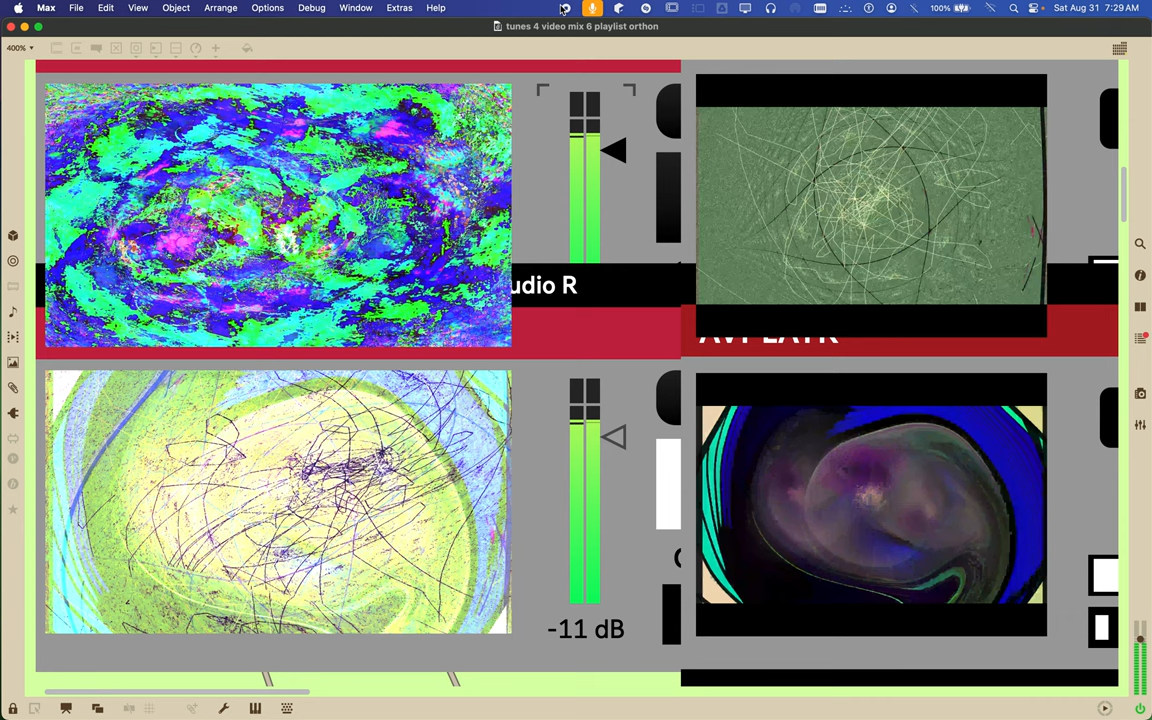 Max File Edit View Object Arrange Options Debug Window Extras Help
100% Sat Aug 31 7:29 AM
tunes 4 video mix 6 playlist orthon
400%
udio R
-11 dB